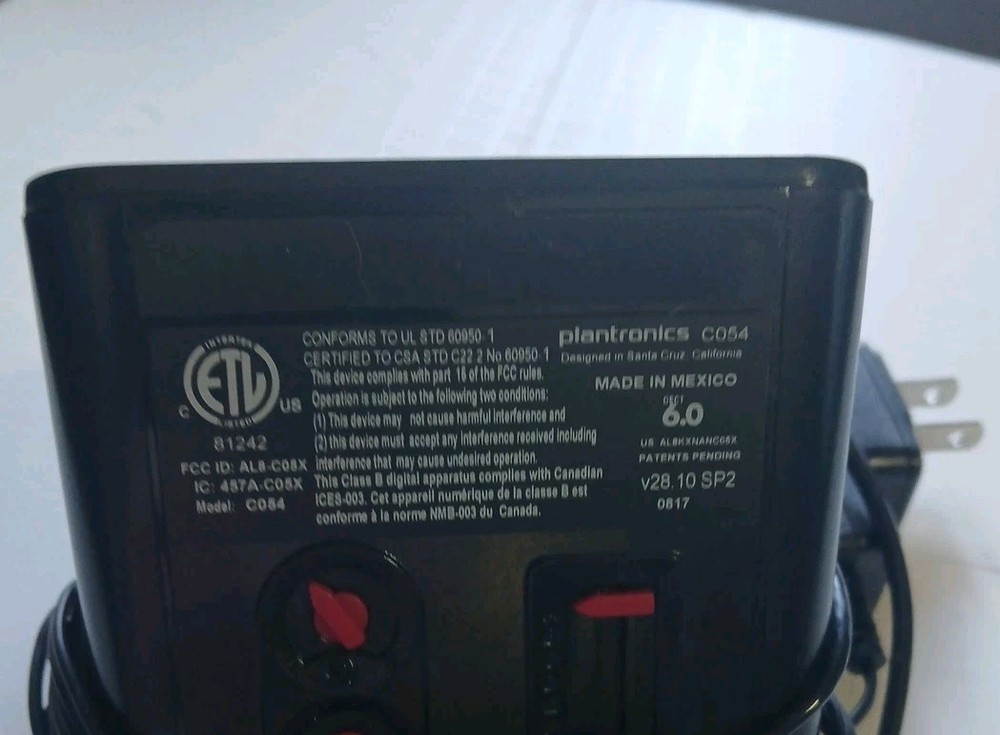 INTERTEK
ETL
C
US
INTERTEK
81242
FCC ID: AL8-C08X
IC: 457A-C05X
Model: C054
CONFORMS TO UL STD 60950-1
CERTIFIED TO CSA STD C22.2 No 60950-1
This device complies with part 15 of the FCC rules.
Operation is subject to the following two conditions:
(1) This device may not cause harmful interference and
(2) this device must accept any interference received including
interference that may cause undesired operation.
This Class B digital apparatus complies with Canadian
ICES-003. Cet appareil numérique de la classe B est
conforme à la norme NMB-003 du Canada.
plantronics C054
Designed in Santa Cruz, California
MADE IN MEXICO
DECT
6.0
PATENTS PENDING
v28.10 SP2
0817